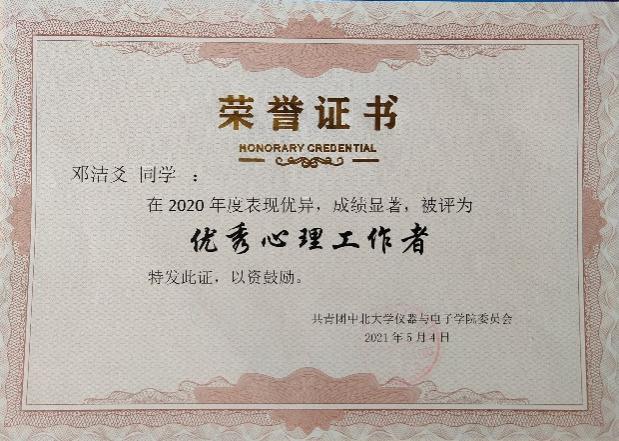 荣誉证书
HONORARY CREDENTIAL
邓洁爻 同学 ：
在 2020 年度表现优异，成绩显著，被评为
优秀心理工作者
特发此证，以资鼓励。
共青团中北大学仪器与电子学院委员会
2021 年 5 月 4 日